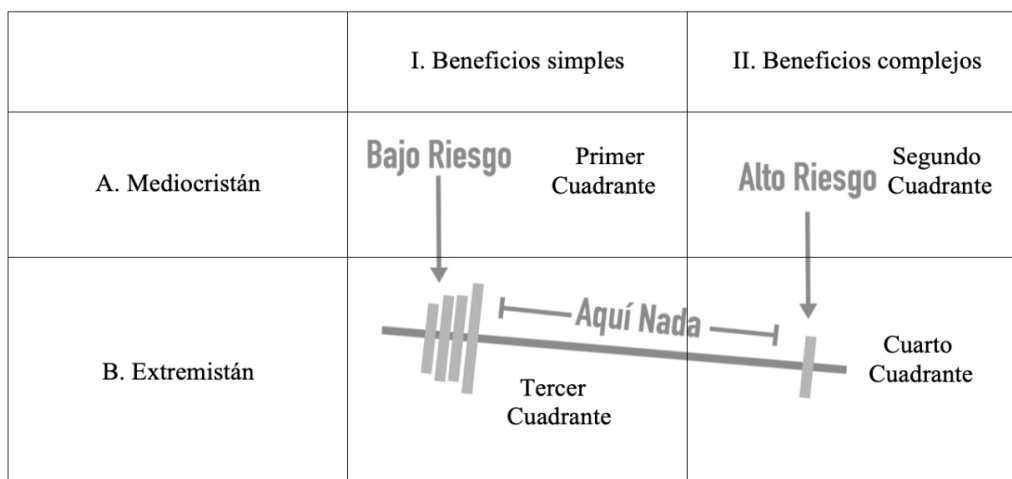 I. Beneficios simples
II. Beneficios complejos
A. Mediocristán
Bajo Riesgo
Primer
Cuadrante
Alto Riesgo
Segundo
Cuadrante
B. Extremistán
Aquí Nada
Tercer
Cuadrante
Cuarto
Cuadrante